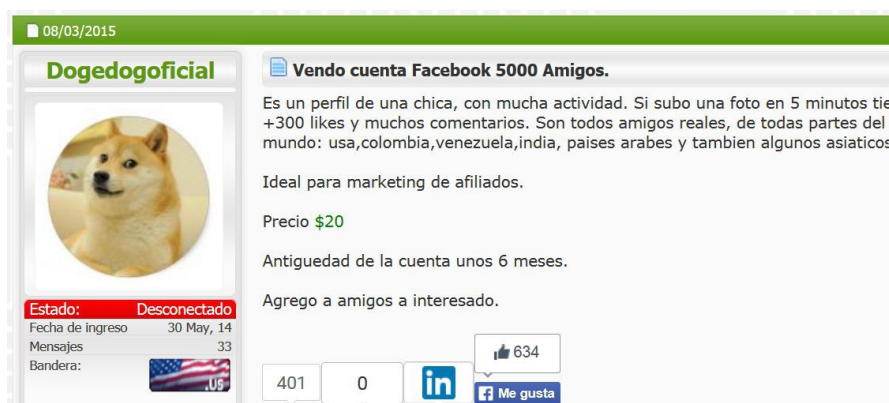 08/03/2015
Dogedogoficial
Estado: Desconectado
Fecha de ingreso 30 May, 14
Mensajes 33
Bandera:
.US
Vendo cuenta Facebook 5000 Amigos.
Es un perfil de una chica, con mucha actividad. Si subo una foto en 5 minutos tie
+300 likes y muchos comentarios. Son todos amigos reales, de todas partes del
mundo: usa,colombia,venezuela,india, paises arabes y tambien algunos asiaticos
Ideal para marketing de afiliados.
Precio $20
Antiguedad de la cuenta unos 6 meses.
Agrego a amigos a interesado.
401
0
in
634
Me gusta